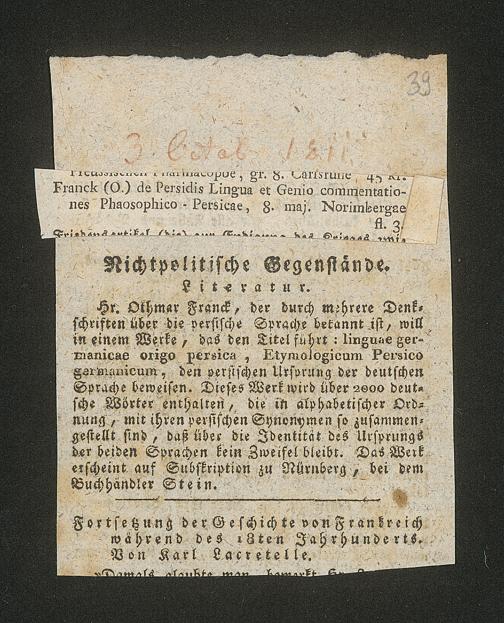 39
3. Octob. 1811
Preussischen Pharmacopöe, gr. 8. Carlsruhe, 45 kr.
Franck (O.) de Persidis Lingua et Genio commentatio-
nes Phaosophico-Persicae, 8. maj. Norimbergae
fl. 3.
Nichtpolitische Gegenstände.
Literatur.
Hr. Othmar Franck, der durch mehrere Denk-
schriften über die persische Sprache bekannt ist, will
in einem Werke, das den Titel führt: linguae ger-
manicae origo persica, Etymologicum Persico
germanicum, den persischen Ursprung der deutschen
Sprache beweisen. Dieses Werk wird über 2000 deut-
sche Wörter enthalten, die in alphabetischer Ord-
nung, mit ihren persischen Synonymen so zusammen-
gestellt sind, daß über die Identität des Ursprungs
der beiden Sprachen kein Zweifel bleibt. Das Werk
erscheint auf Subskription zu Nürnberg, bei dem
Buchhändler Stein.
Fortsetzung der Geschichte von Frankreich
während des 18ten Jahrhunderts.
Von Karl Lacretelle.
»Damals glaubte man, bemerkt